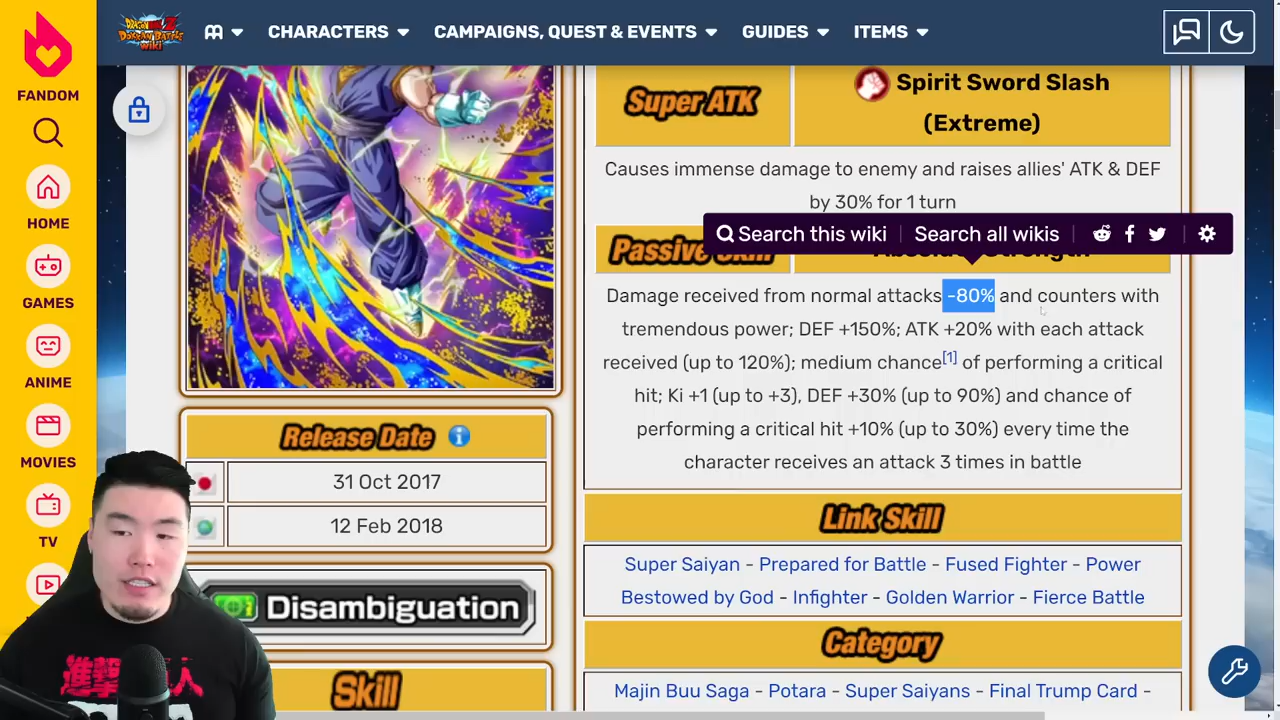 DRAGON BALL Z
DOKKAN BATTLE
WIKI
CHARACTERS
CAMPAIGNS, QUEST & EVENTS
GUIDES
ITEMS
FANDOM
HOME
GAMES
ANIME
MOVIES
TV
Super ATK
Spirit Sword Slash
(Extreme)
Causes immense damage to enemy and raises allies' ATK & DEF
by 30% for 1 turn
Search this wiki
Search all wikis
Passive Skill
Damage received from normal attacks -80% and counters with
tremendous power; DEF +150%; ATK +20% with each attack
received (up to 120%); medium chance[1] of performing a critical
hit; Ki +1 (up to +3), DEF +30% (up to 90%) and chance of
performing a critical hit +10% (up to 30%) every time the
character receives an attack 3 times in battle
Release Date
31 Oct 2017
12 Feb 2018
Disambiguation
Skill
Link Skill
Super Saiyan - Prepared for Battle - Fused Fighter - Power
Bestowed by God - Infighter - Golden Warrior - Fierce Battle
Category
Majin Buu Saga - Potara - Super Saiyans - Final Trump Card -